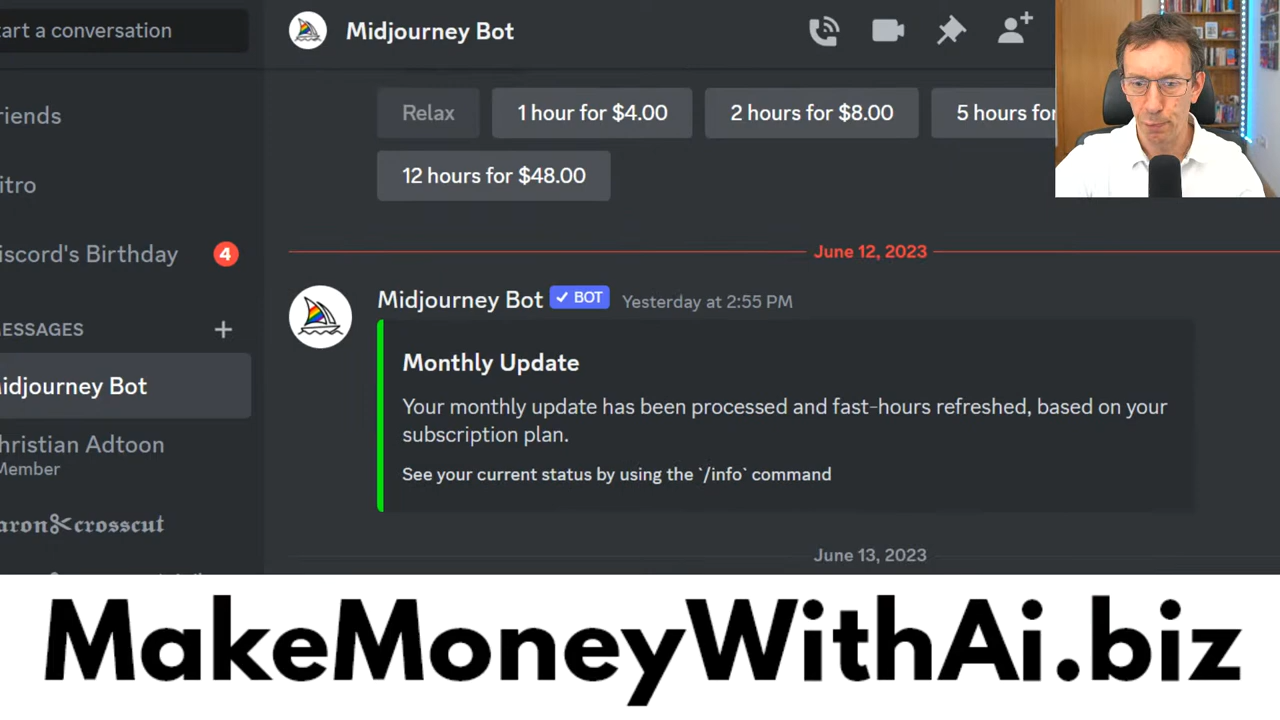 tart a conversation
Midjourney Bot
riends
Relax
1 hour for $4.00
2 hours for $8.00
5 hours for
12 hours for $48.00
itro
iscord's Birthday
4
June 12, 2023
Midjourney Bot
BOT
Yesterday at 2:55 PM
ESSAGES
Monthly Update
idjourney Bot
Your monthly update has been processed and fast-hours refreshed, based on your
subscription plan.
hristian Adtoon
Member
See your current status by using the `/info` command
aron✂crosscut
June 13, 2023
MakeMoneyWithAi.biz